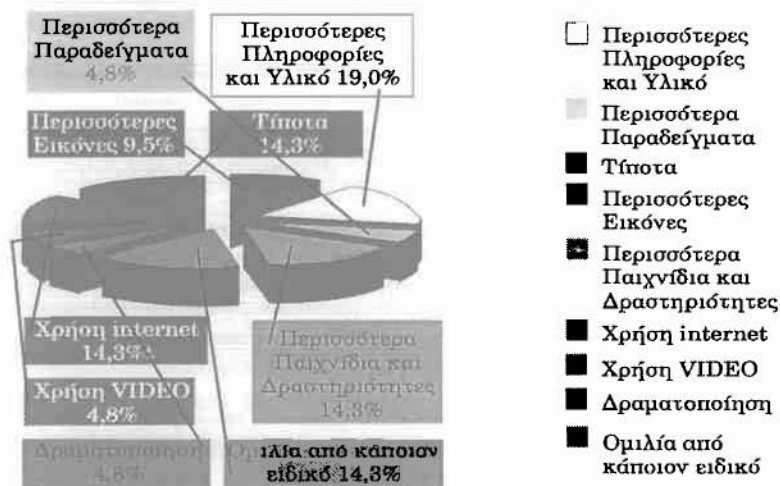 Περισσότερα
Παραδείγματα
4,8%
Περισσότερες
Πληροφορίες
και Υλικό 19,0%
Περισσότερες
Εικόνες 9,5%
Τίποτα
14,3%
Χρήση internet
14,3%
Χρήση VIDEO
4,8%
Δραματοποίηση
4,8%
Περισσότερα
Παιχνίδια και
Δραστηριότητες
14,3%
Ομιλία από κάποιον
ειδικό 14,3%
Περισσότερες
Πληροφορίες
και Υλικό
Περισσότερα
Παραδείγματα
Τίποτα
Περισσότερες
Εικόνες
Περισσότερα
Παιχνίδια και
Δραστηριότητες
Χρήση internet
Χρήση VIDEO
Δραματοποίηση
Ομιλία από
κάποιον ειδικό